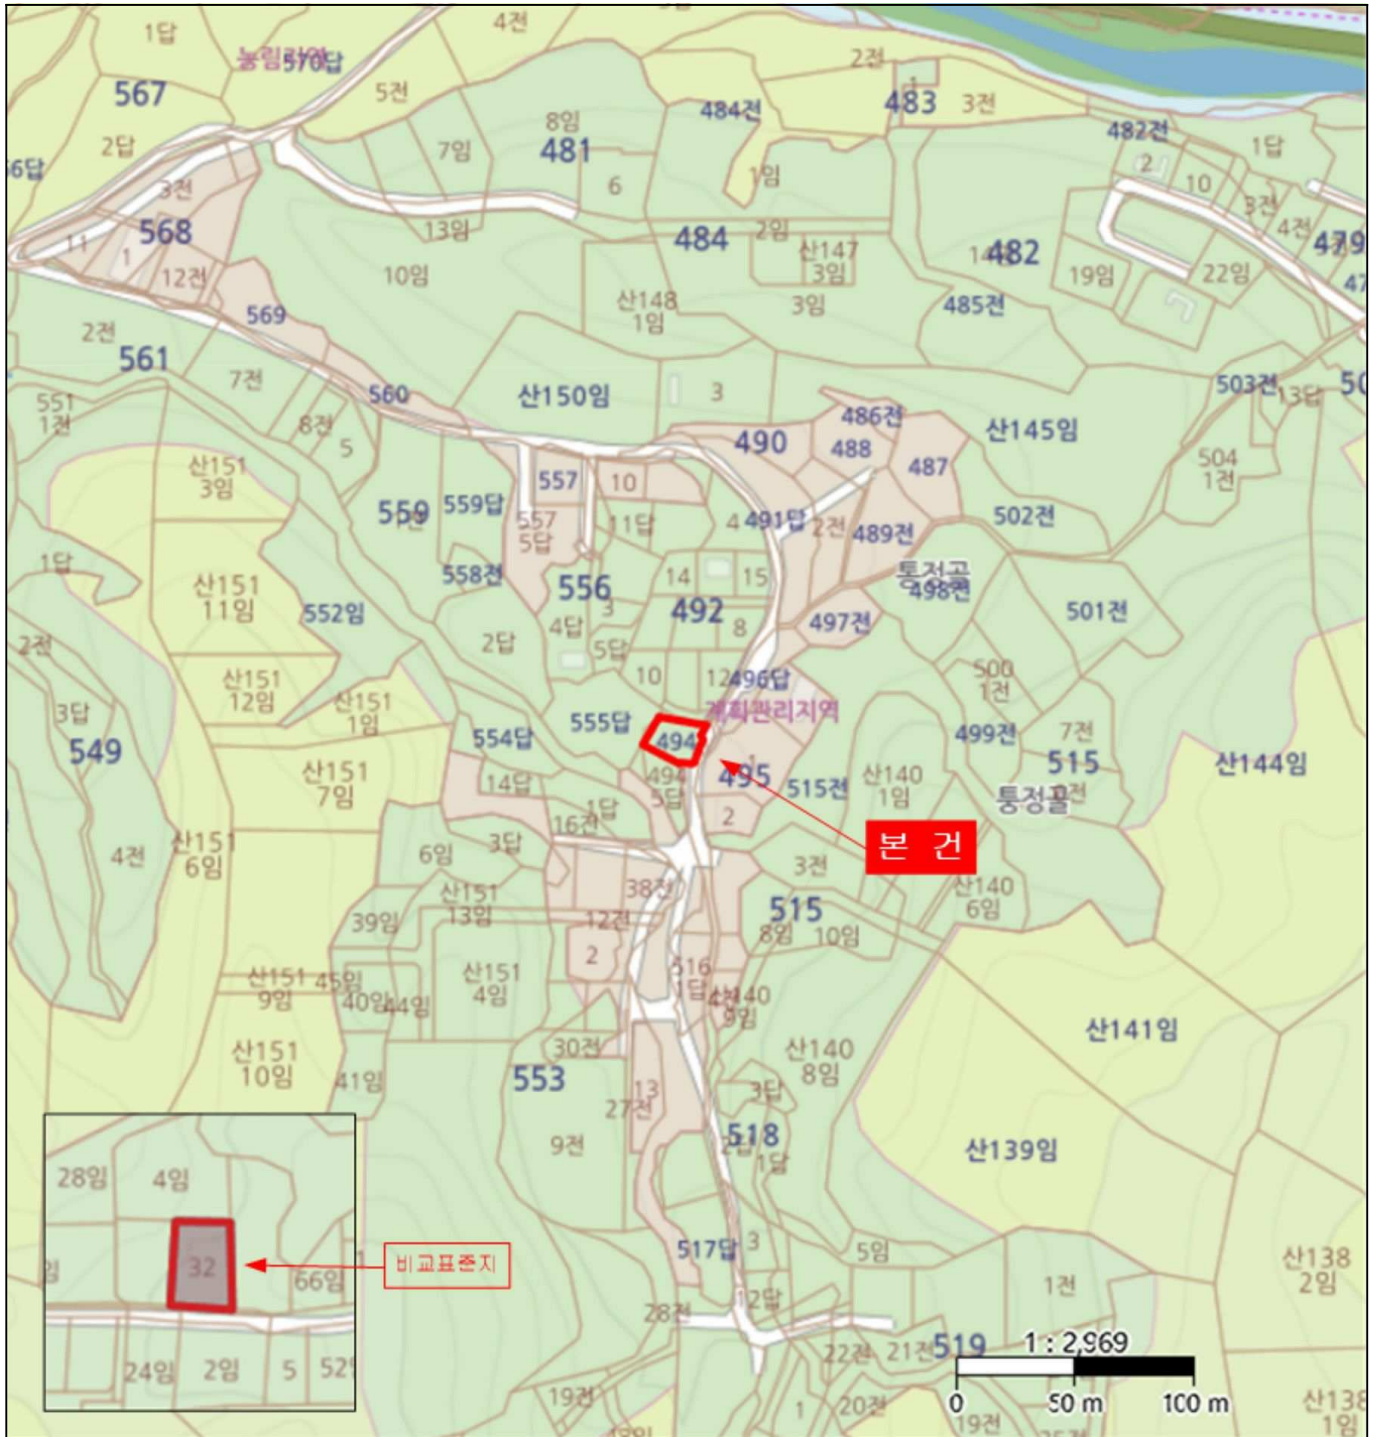 1답
4전
농림지역
570답
567
5전
2전
1
483
3전
484전
8임
481
7임
482전
1답
2답
2
6
1임
10
3전
3전
4전
568
13임
484
2임
482
479
11
1
12전
10임
산147
3임
19임
22임
산148
1임
3임
485전
569
2전
561
7전
560
산150임
3
503전
13답
551
1전
8전
5
486전
490
488
산145임
487
504
1전
산151
3임
557
10
559
559답
557
5답
11답
4
491답
2전
489전
502전
1답
558전
14
15
통정골
498전
산151
11임
552임
556
3
492
8
497전
501전
2전
2답
4답
5답
10
12
496답
500
1전
산151
12임
산151
1임
계획관리지역
3답
555답
554답
494
499전
7전
549
산151
7임
14답
494
5답
1
495
515전
산140
1임
515
산144임
통정골
1답
2
16전
본 건
4전
산151
6임
6임
3답
3전
38전
산140
6임
산151
13임
39임
12전
515
8임
10임
2
516
1답
산151
9임
45임
산151
4임
40임
44임
산140
9임
산141임
산151
10임
30전
산140
8임
41임
553
13
27전
3답
518
2답
1답
9전
산139임
28임
4임
517답
3
5임
32
비교표준지
66임
1전
산138
2임
28전
2답
24임
2임
5
52
22전
21전
519
1 : 2,969
0
50 m
100 m
19전
1
20전
19전
산138
1임